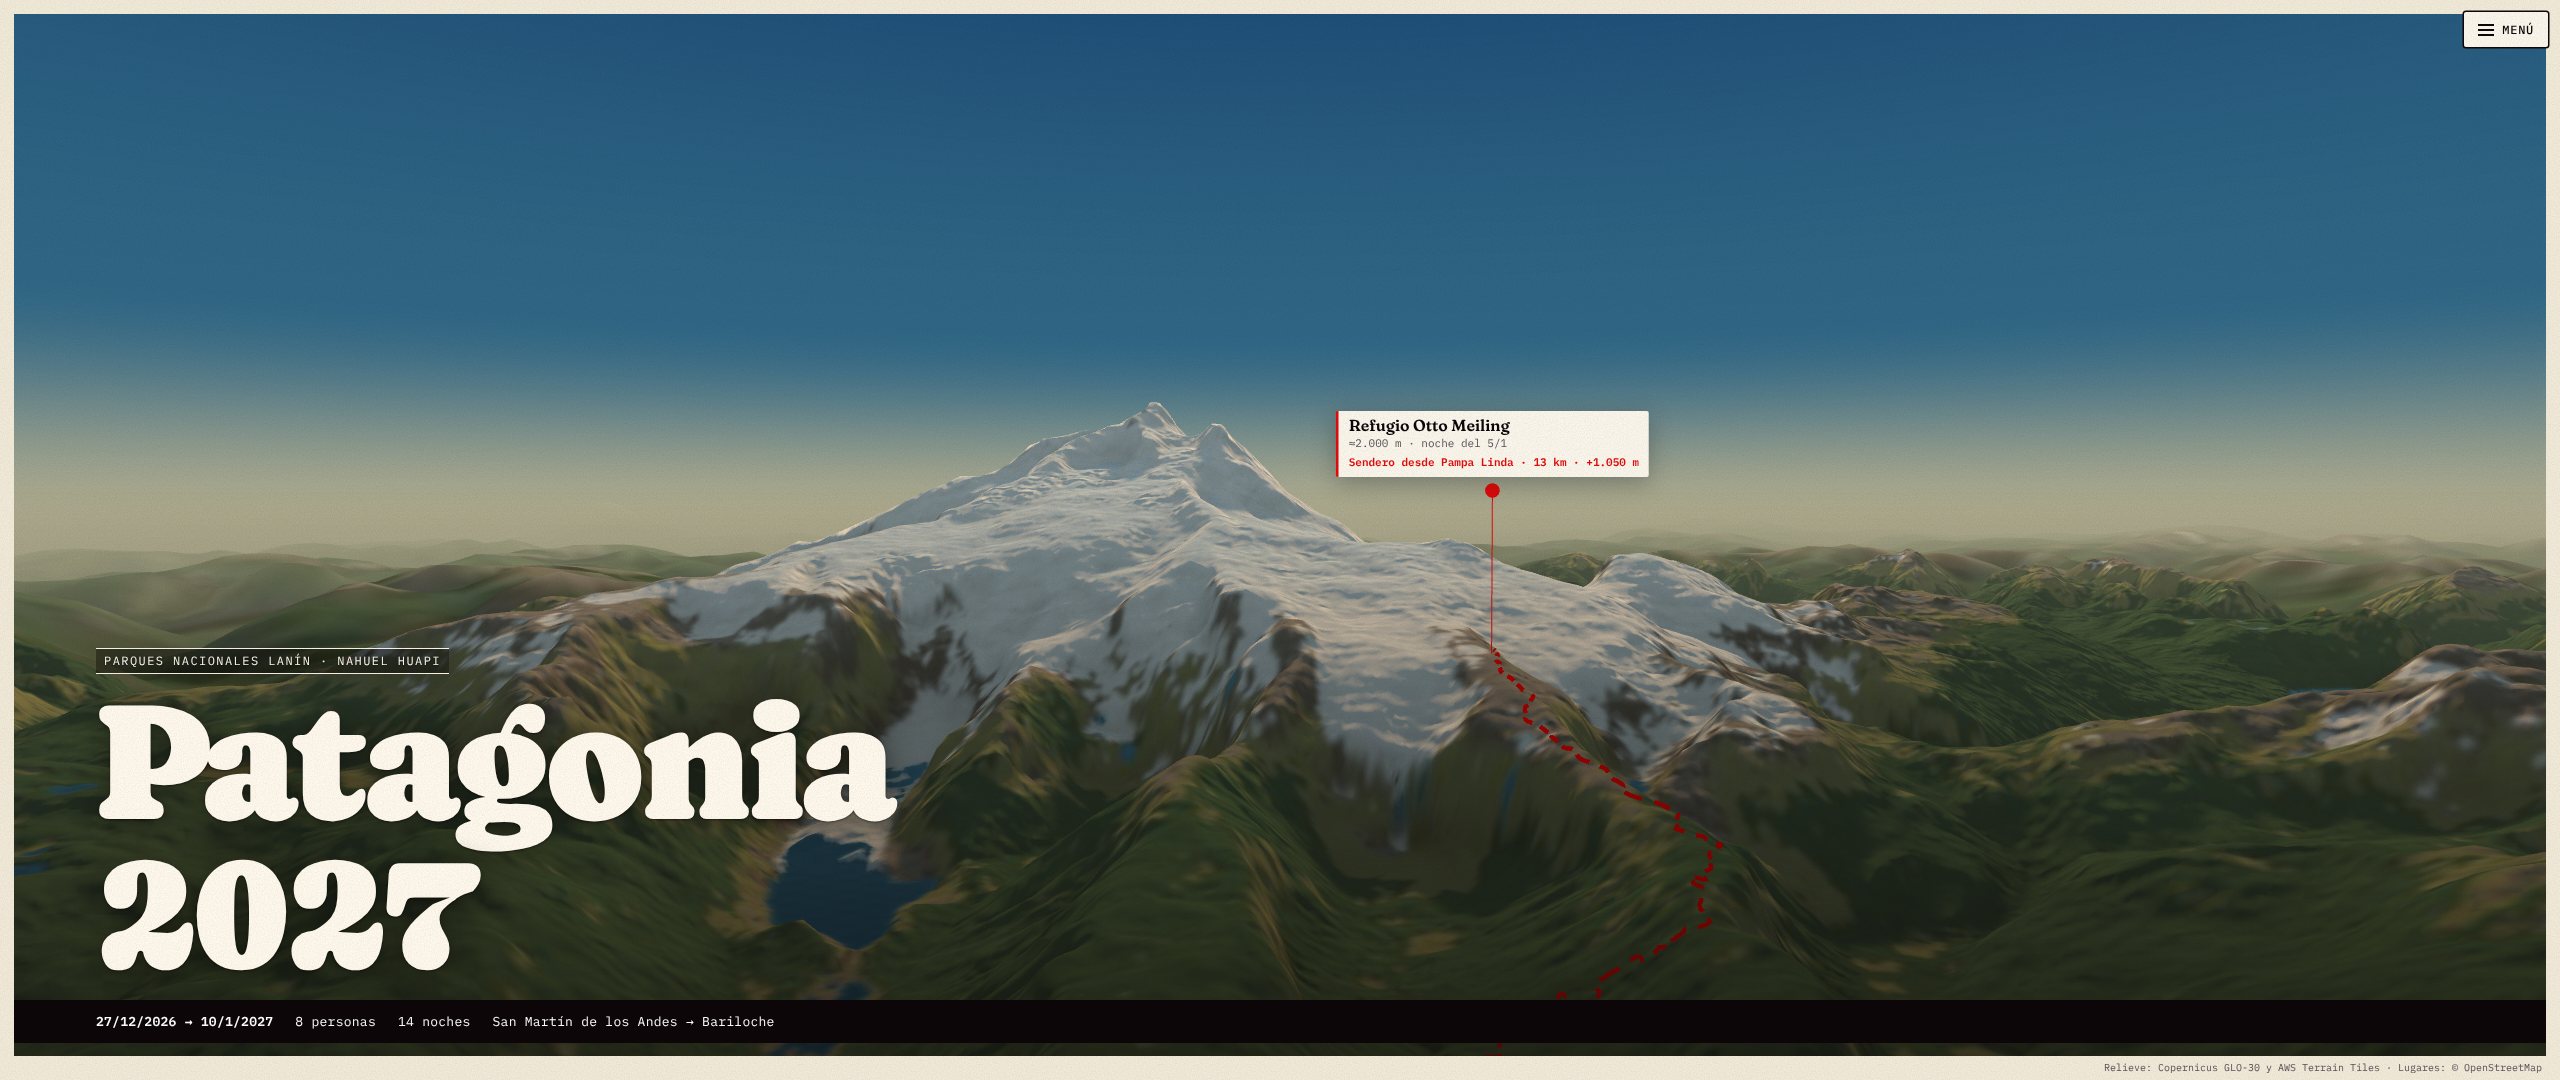 MENÚ
Refugio Otto Meiling
≈2.000 m · noche del 5/1
Sendero desde Pampa Linda · 13 km · +1.050 m
PARQUES NACIONALES LANÍN · NAHUEL HUAPI
Patagonia
2027
27/12/2026 → 10/1/2027 8 personas 14 noches San Martín de los Andes → Bariloche
Relieve: Copernicus GLO-30 y AWS Terrain Tiles · Lugares: © OpenStreetMap